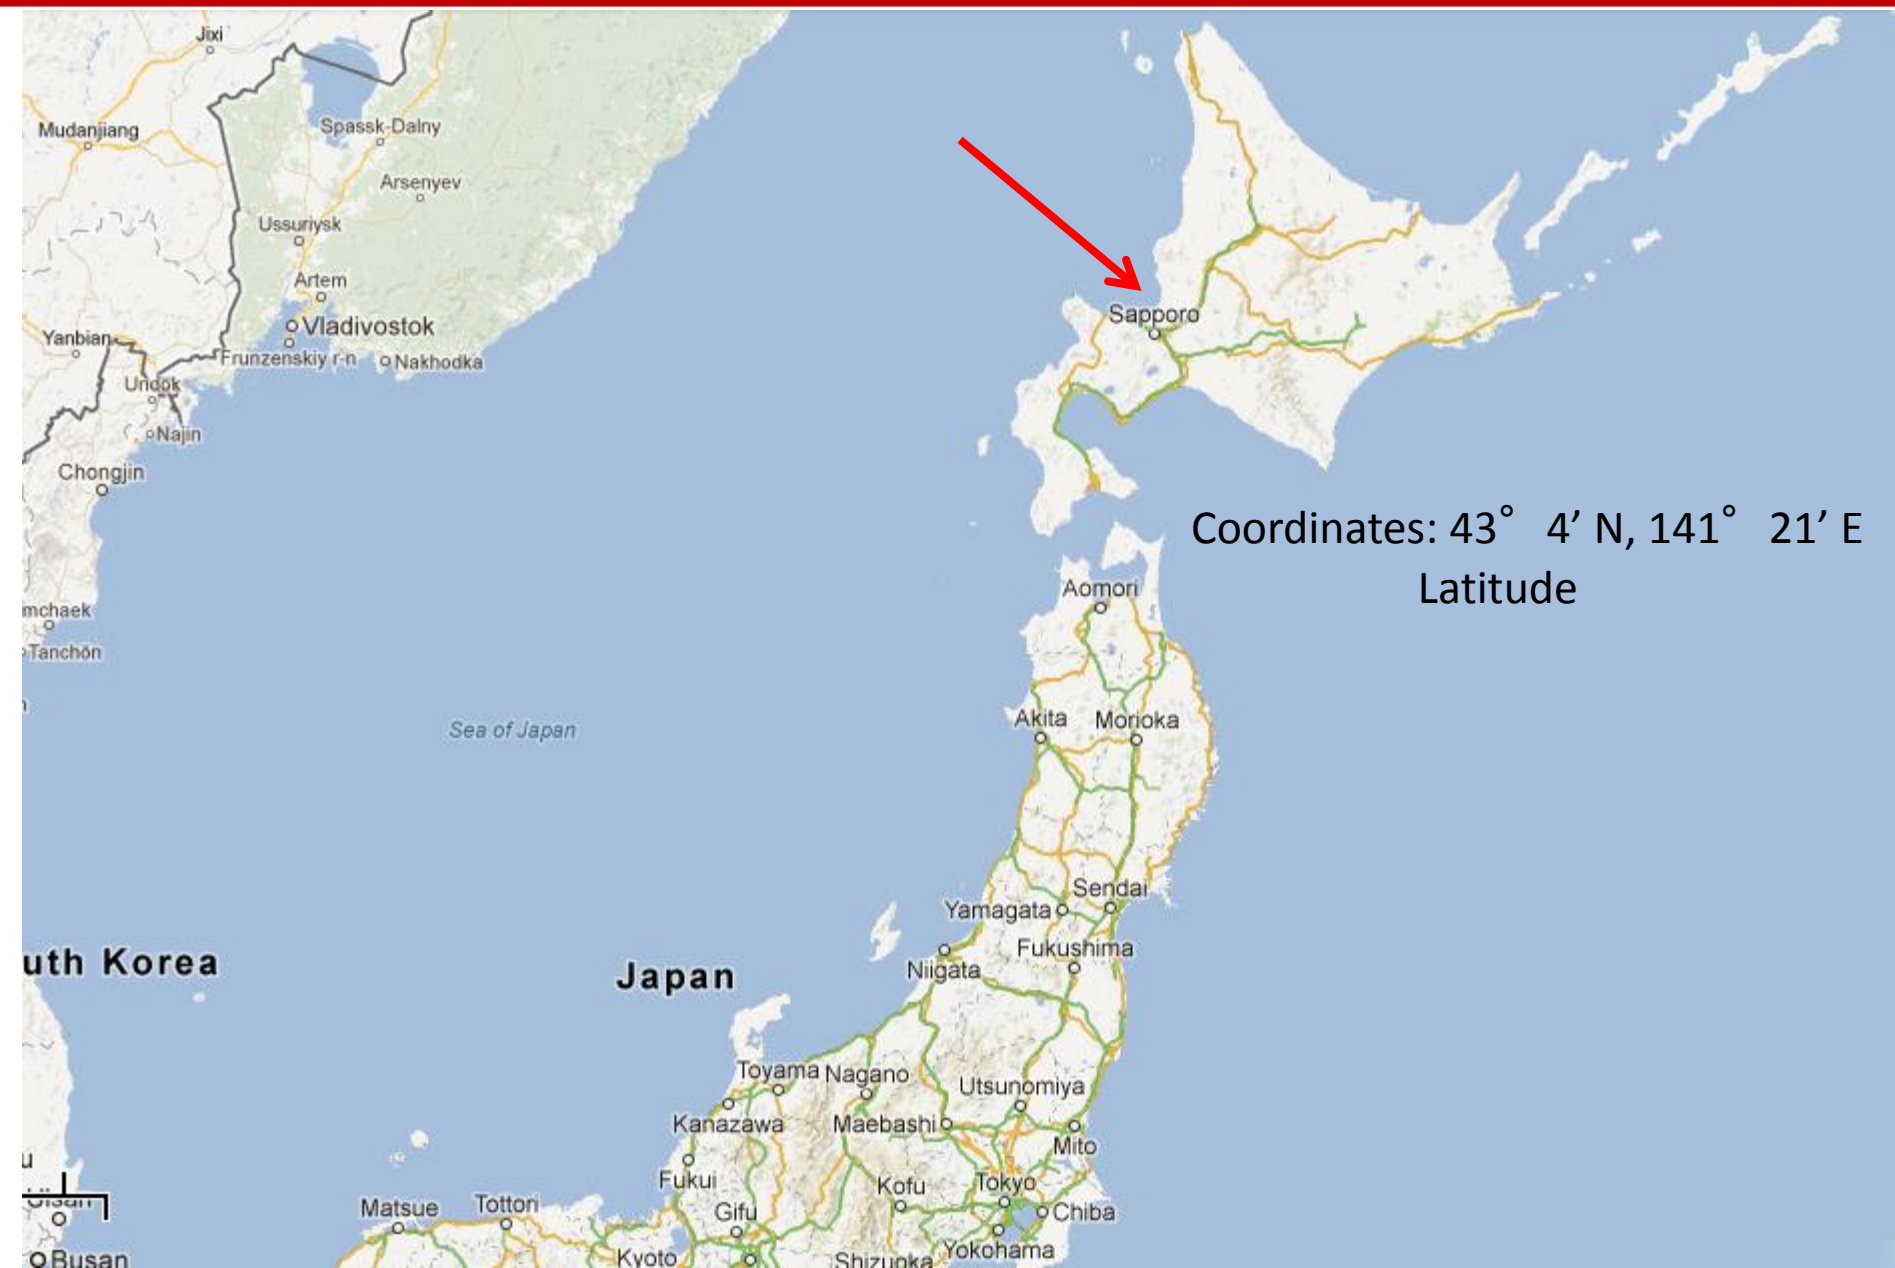 Jixi
Mudanjiang
Spassk-Dalny
Arsenyev
Ussuriysk
Artem
Vladivostok
Yanbian
Frunzenskiy r-n
Nakhodka
Undok
Najin
Chongjin
Sapporo
Coordinates: 43° 4’ N, 141° 21’ E
Latitude
Aomori
mchaek
Tanchŏn
Akita Morioka
Sea of Japan
Sendai
Yamagata
Fukushima
Niigata
uth Korea
Japan
Toyama Nagano
Utsunomiya
Kanazawa
Maebashi
Mito
Fukui
Kofu
Tokyo
Matsue
Tottori
Gifu
Chiba
Yokohama
Kyoto
Shizuoka
Busan